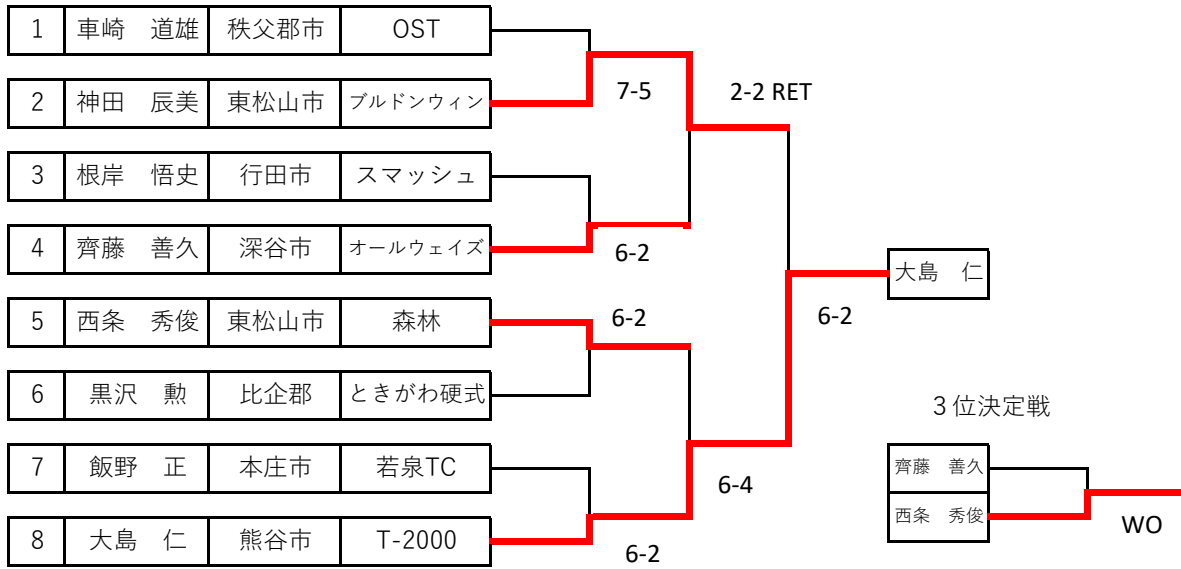 1 車崎　道雄 秩父郡市 OST
2 神田　辰美 東松山市 ブルドンウィン
7-5
2-2 RET
3 根岸　悟史 行田市 スマッシュ
4 齊藤　善久 深谷市 オールウェイズ
6-2
大島　仁
5 西条　秀俊 東松山市 森林
6-2
6-2
6 黒沢　勲 比企郡 ときがわ硬式
3位決定戦
7 飯野　正 本庄市 若泉TC
6-4
齊藤　善久
西条　秀俊
WO
8 大島　仁 熊谷市 T-2000
6-2